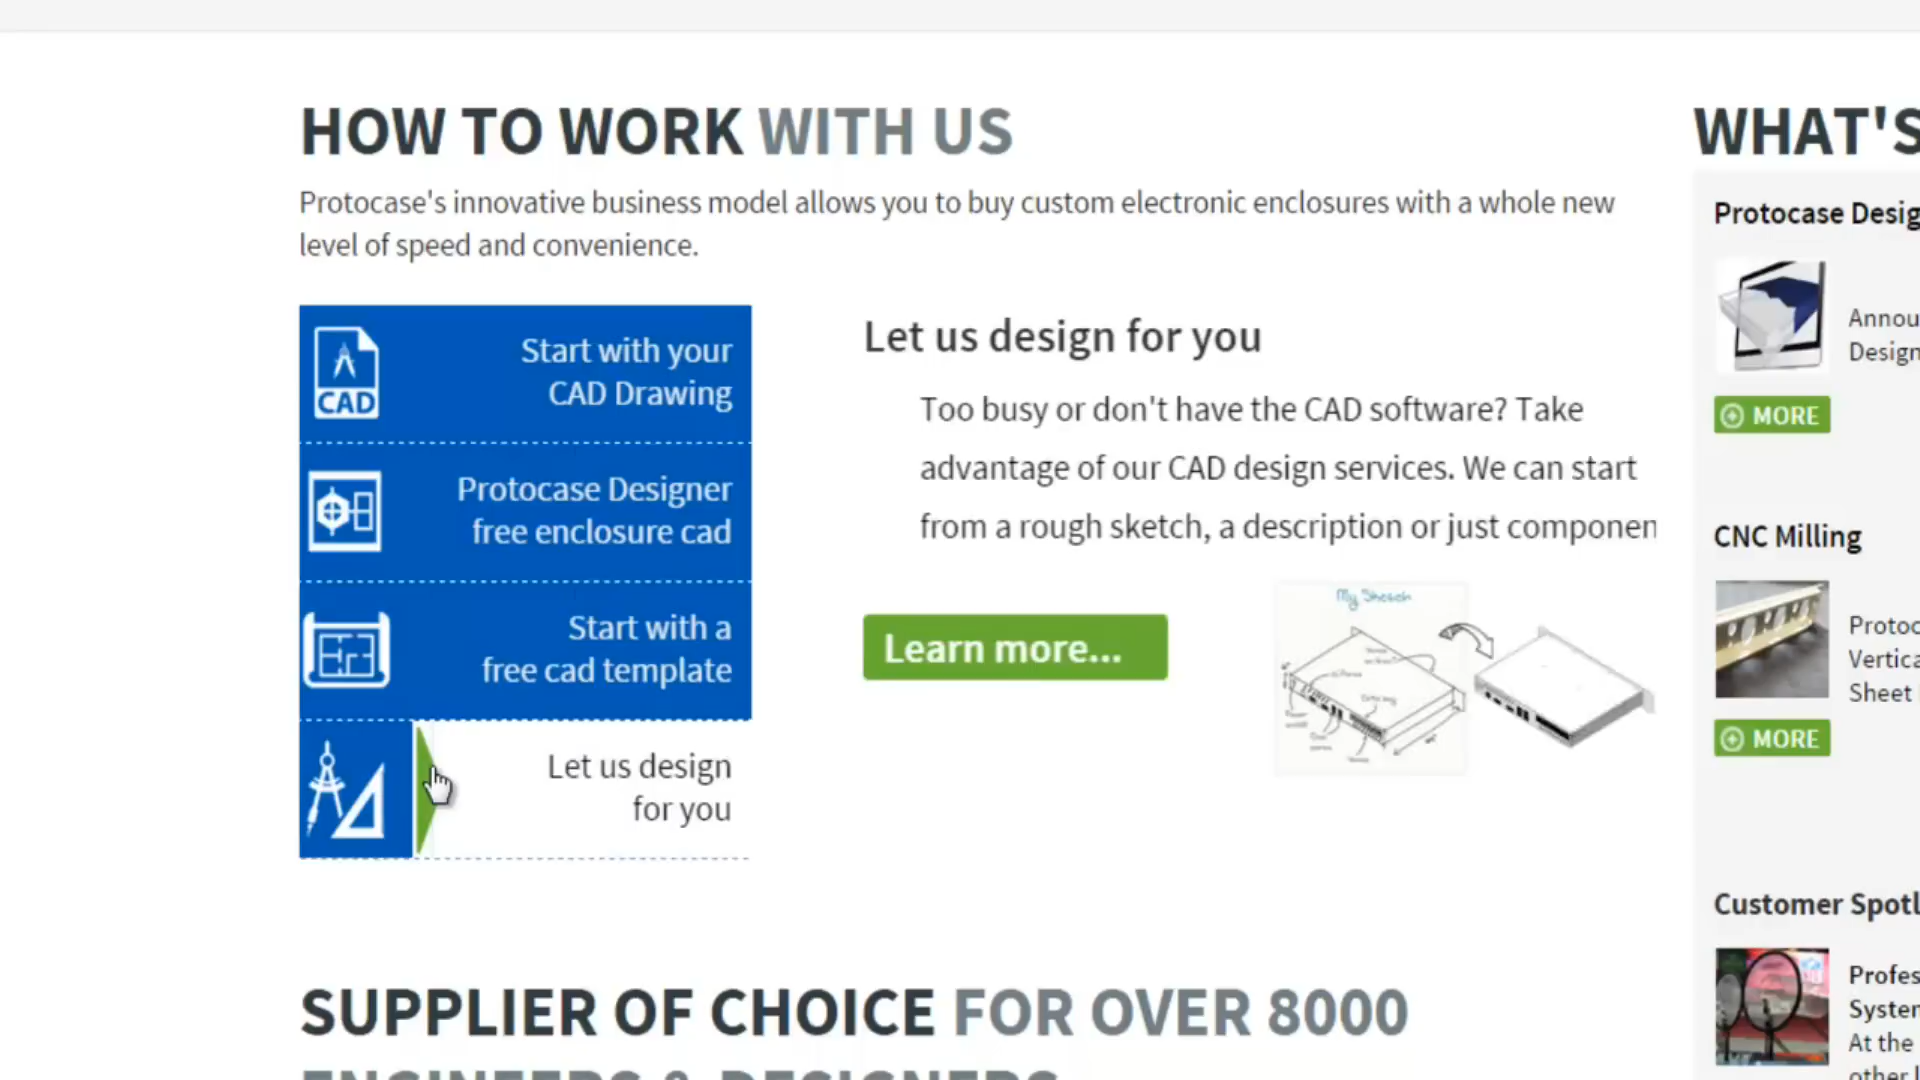 HOW TO WORK WITH US
Protocase's innovative business model allows you to buy custom electronic enclosures with a whole new
level of speed and convenience.
CAD
Start with your
CAD Drawing
Protocase Designer
free enclosure cad
Start with a
free cad template
Let us design
for you
Let us design for you
Too busy or don't have the CAD software? Take
advantage of our CAD design services. We can start
from a rough sketch, a description or just componen
Learn more...
My Sketch
SUPPLIER OF CHOICE FOR OVER 8000
ENGINEERS & DESIGNERS
WHAT'S
Protocase Desig
Annou
Design
MORE
CNC Milling
Protoc
Vertica
Sheet
MORE
Customer Spotl
Profes
System
At the
other l